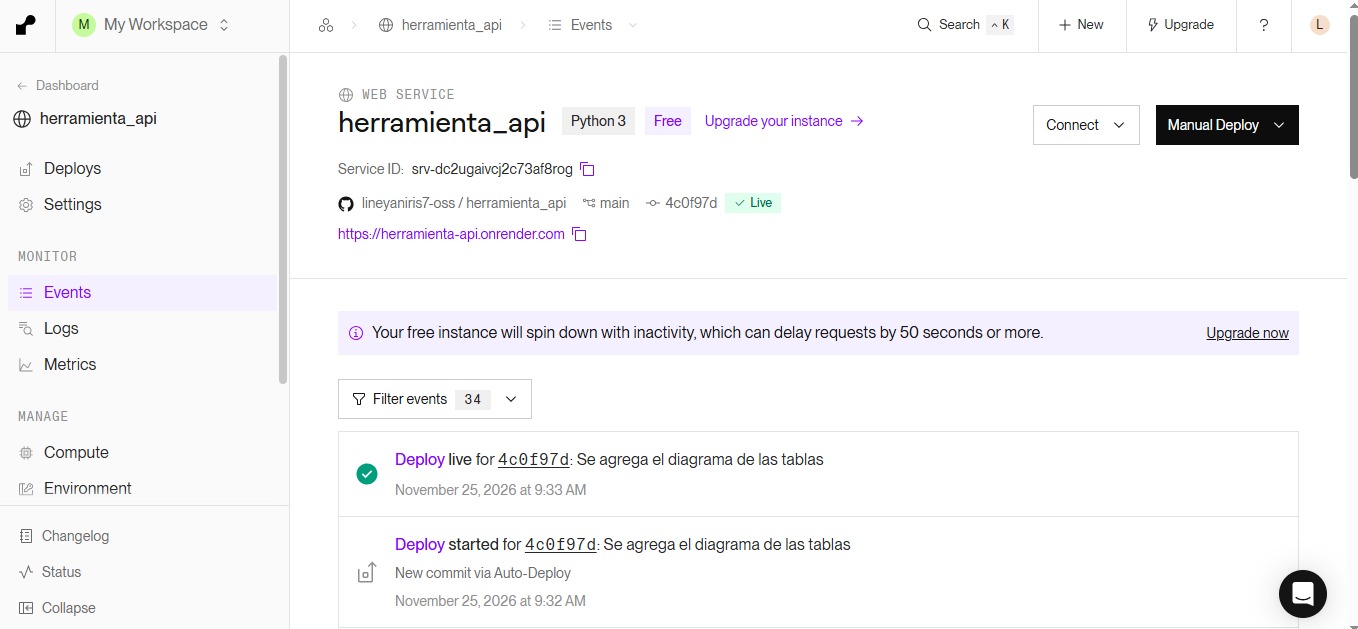 M My Workspace
herramienta_api
Events
Search ^ K
+ New
Upgrade
?
L
← Dashboard
herramienta_api
Deploys
Settings
MONITOR
Events
Logs
Metrics
MANAGE
Compute
Environment
Changelog
Status
Collapse
WEB SERVICE
herramienta_api Python 3 Free Upgrade your instance →
Connect
Manual Deploy
Service ID: srv-dc2ugaivcj2c73af8rog
lineyaniris7-oss / herramienta_api main 4c0f97d ✓ Live
https://herramienta-api.onrender.com
Your free instance will spin down with inactivity, which can delay requests by 50 seconds or more. Upgrade now
Filter events 34
Deploy live for 4c0f97d: Se agrega el diagrama de las tablas
November 25, 2026 at 9:33 AM
Deploy started for 4c0f97d: Se agrega el diagrama de las tablas
New commit via Auto-Deploy
November 25, 2026 at 9:32 AM